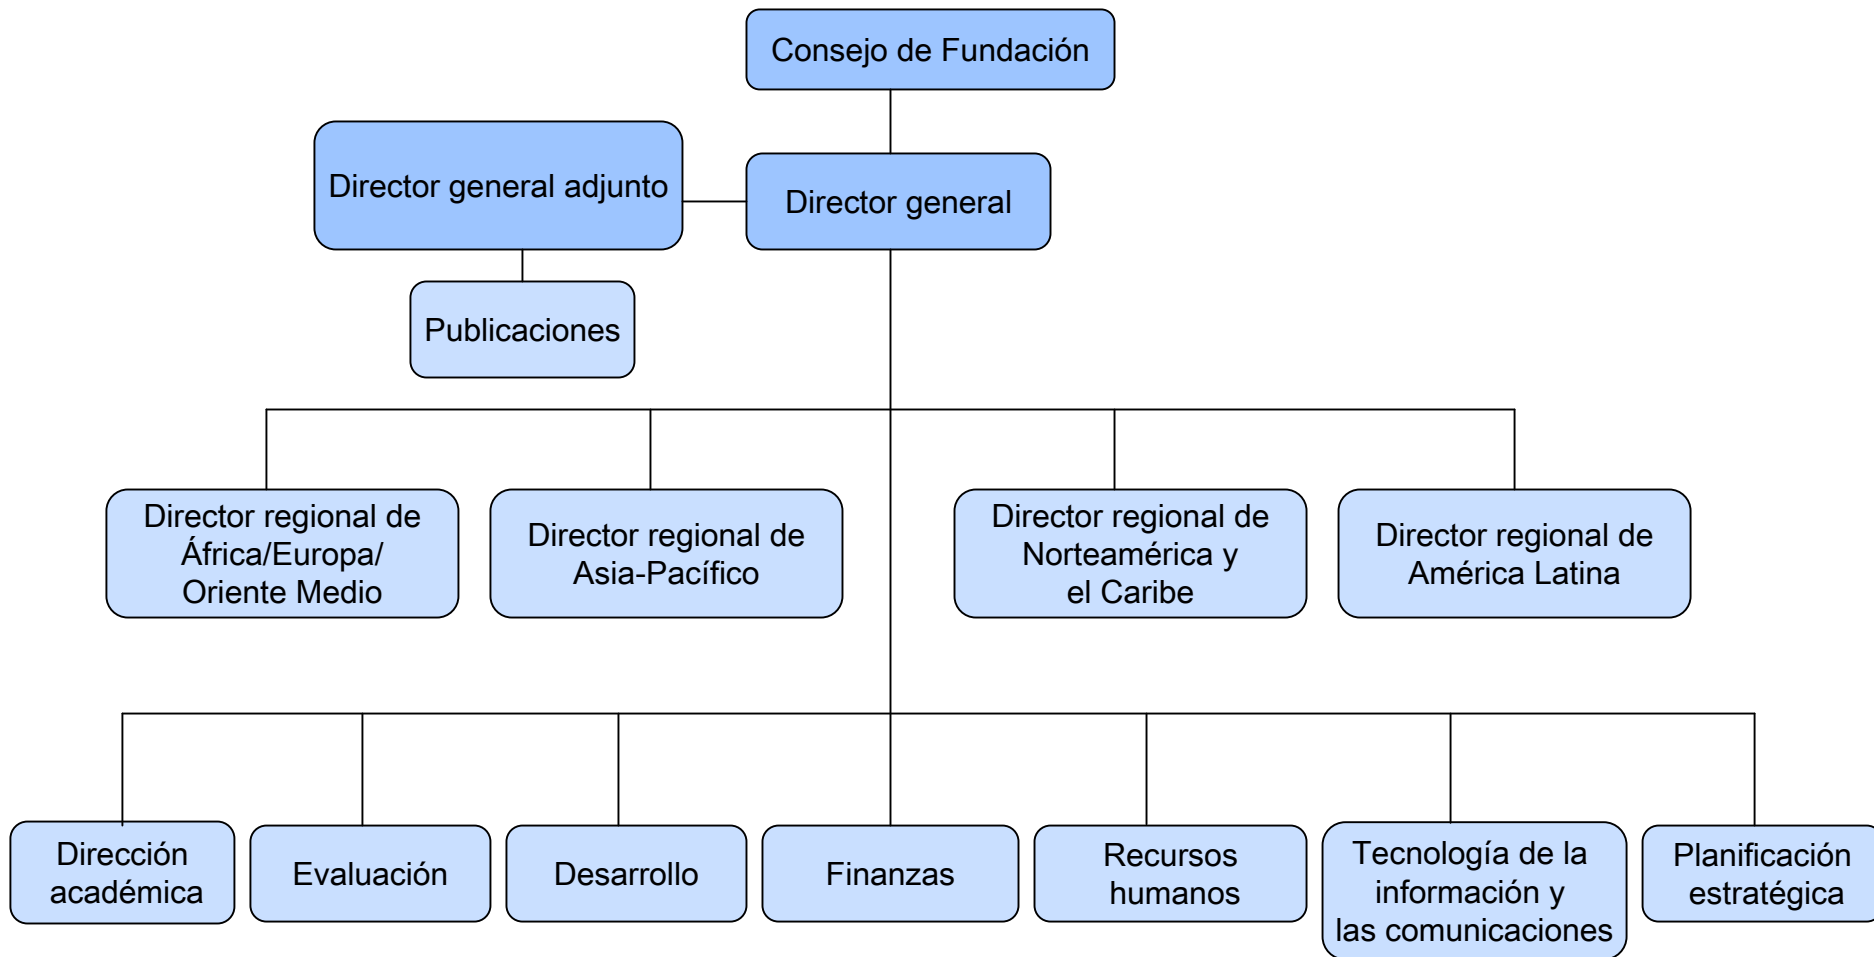 Consejo de Fundación
Director general adjunto
Director general
Publicaciones
Director regional de
África/Europa/
Oriente Medio
Director regional de
Asia-Pacífico
Director regional de
Norteamérica y
el Caribe
Director regional de
América Latina
Dirección
académica
Evaluación
Desarrollo
Finanzas
Recursos
humanos
Tecnología de la
información y
las comunicaciones
Planificación
estratégica